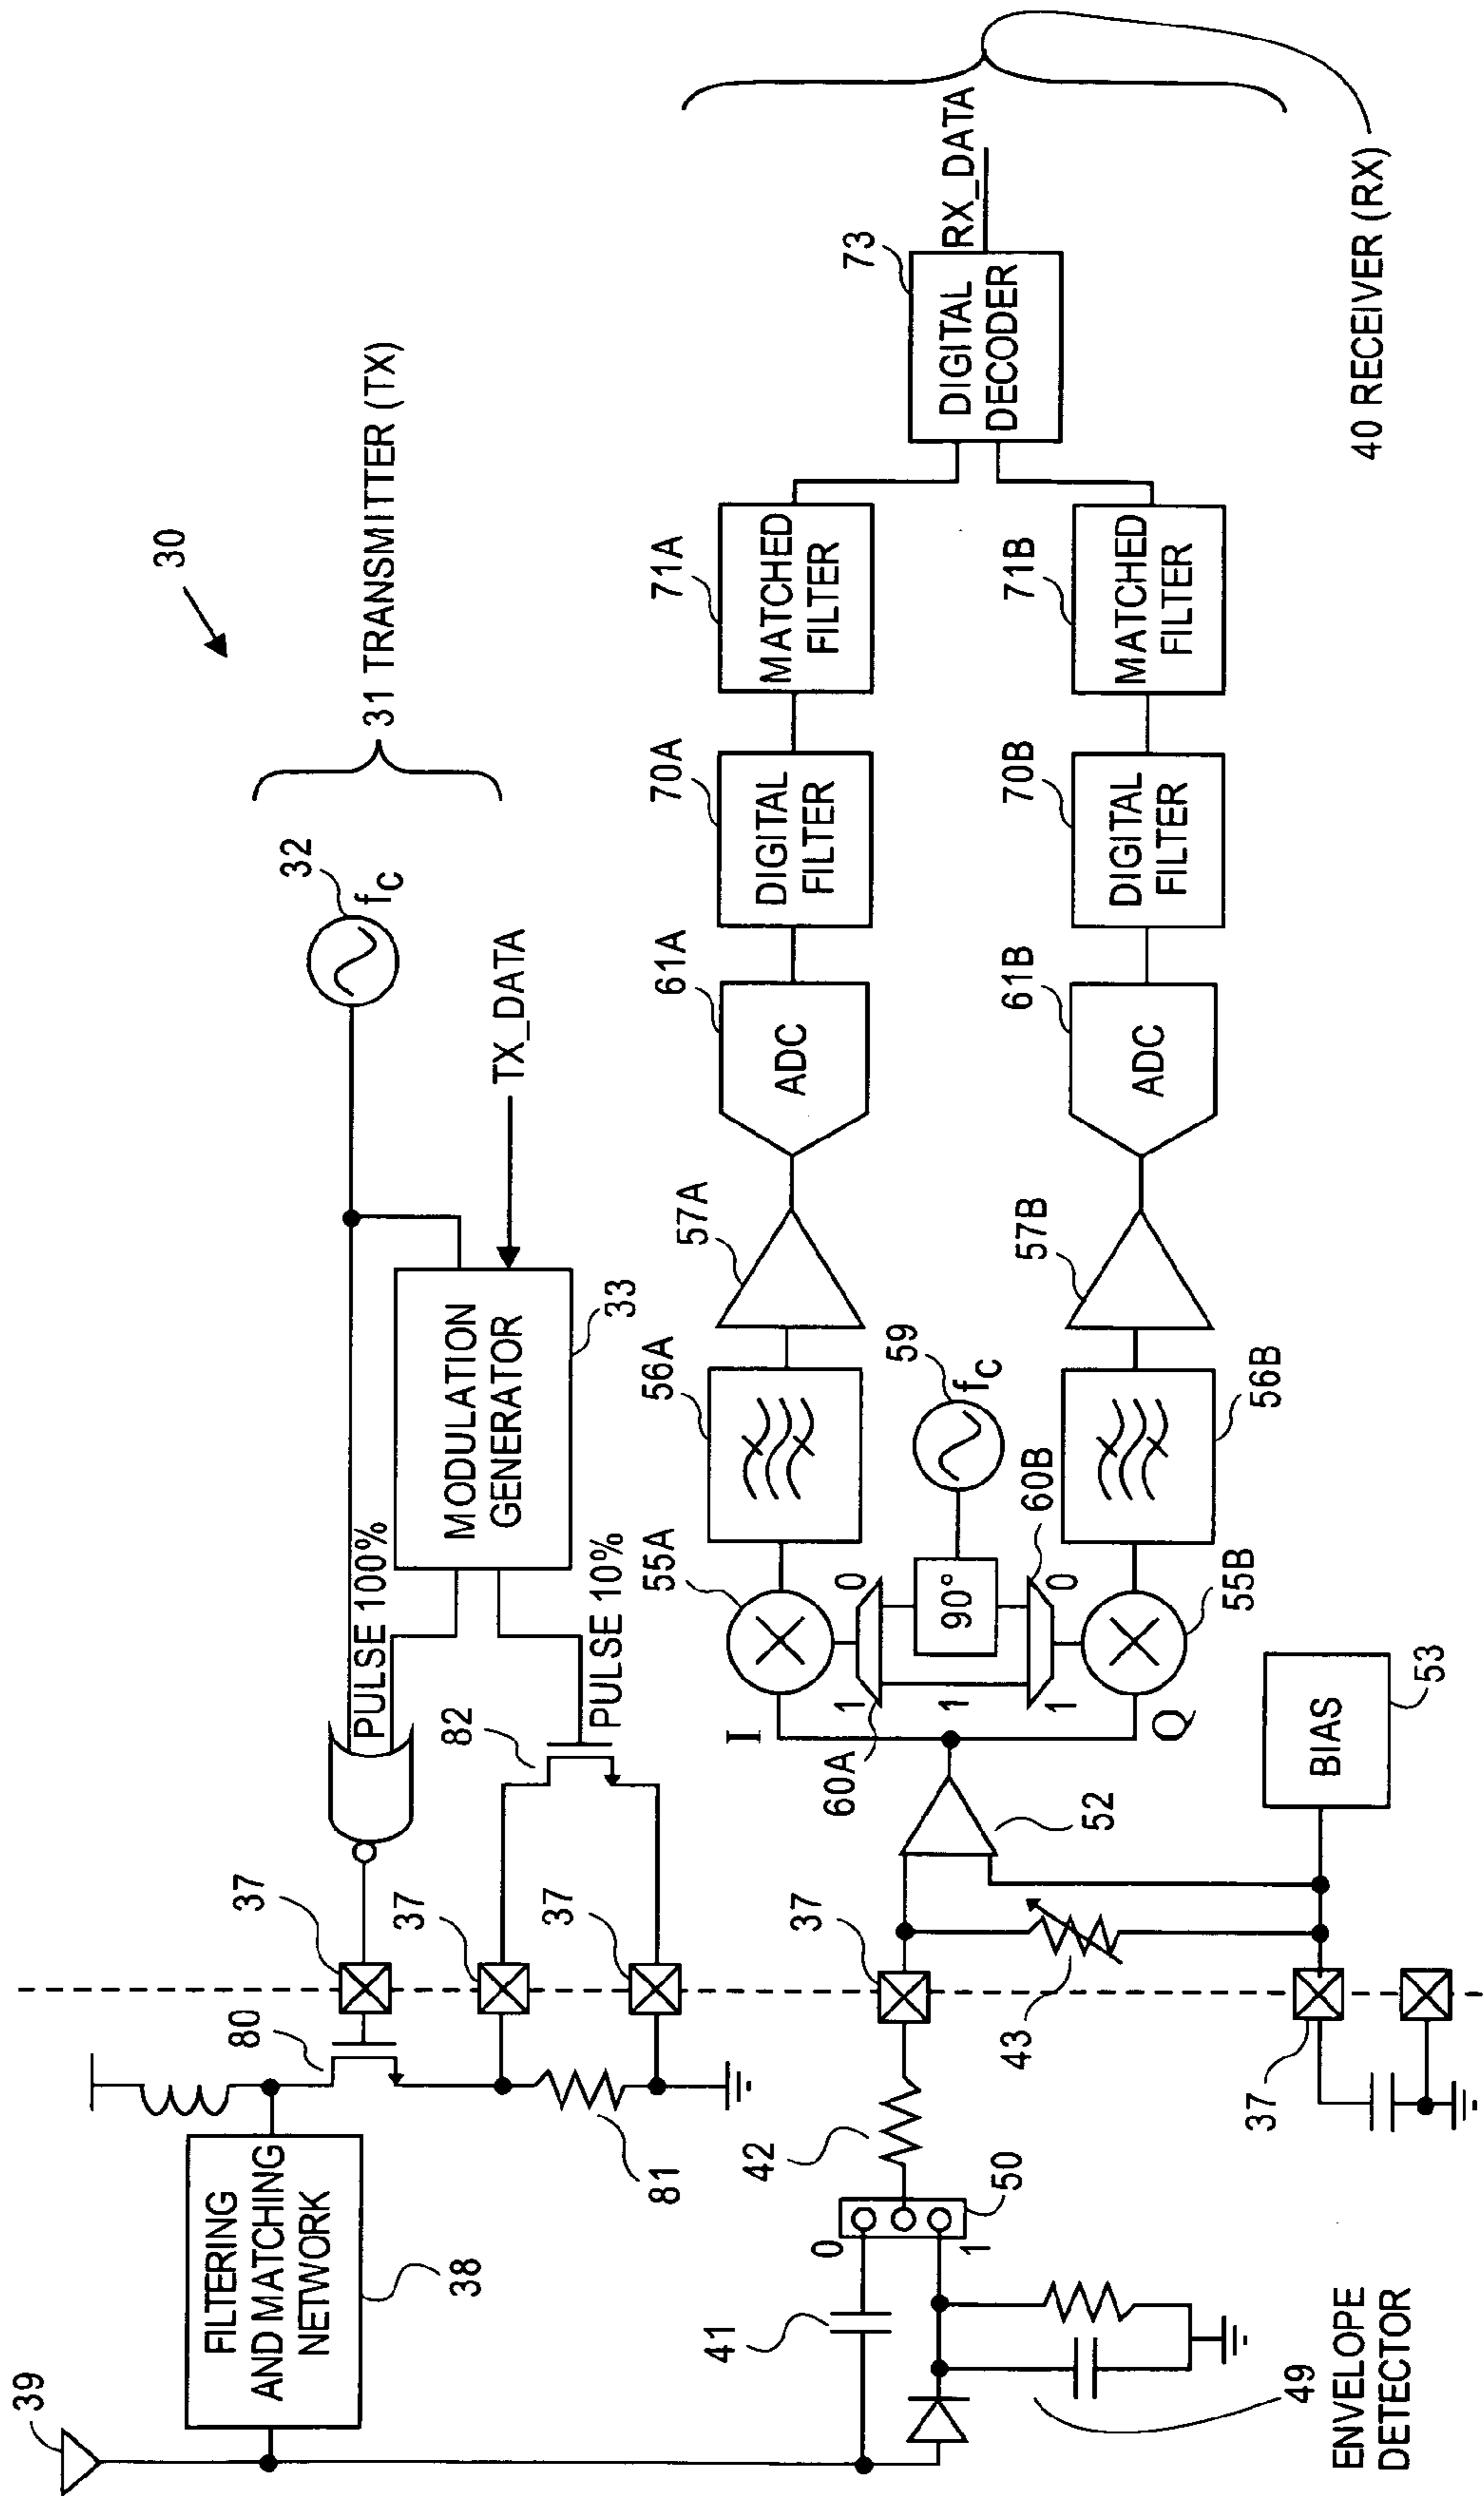 30
31 TRANSMITTER (TX)
32
fC
TX_DATA
MODULATION
GENERATOR
33
PULSE 100%
PULSE 10%
82
37
37
37
80
81
FILTERING
AND MATCHING
NETWORK
38
39
41
0
1
50
42
37
43
37
49
ENVELOPE
DETECTOR
52
BIAS
53
I
Q
55A
55B
60A
60B
0
1
1
1
0
90°
59
fC
56A
56B
57A
57B
61A
ADC
61B
ADC
70A
DIGITAL
FILTER
70B
DIGITAL
FILTER
71A
MATCHED
FILTER
71B
MATCHED
FILTER
73
DIGITAL
DECODER
RX_DATA
40 RECEIVER (RX)